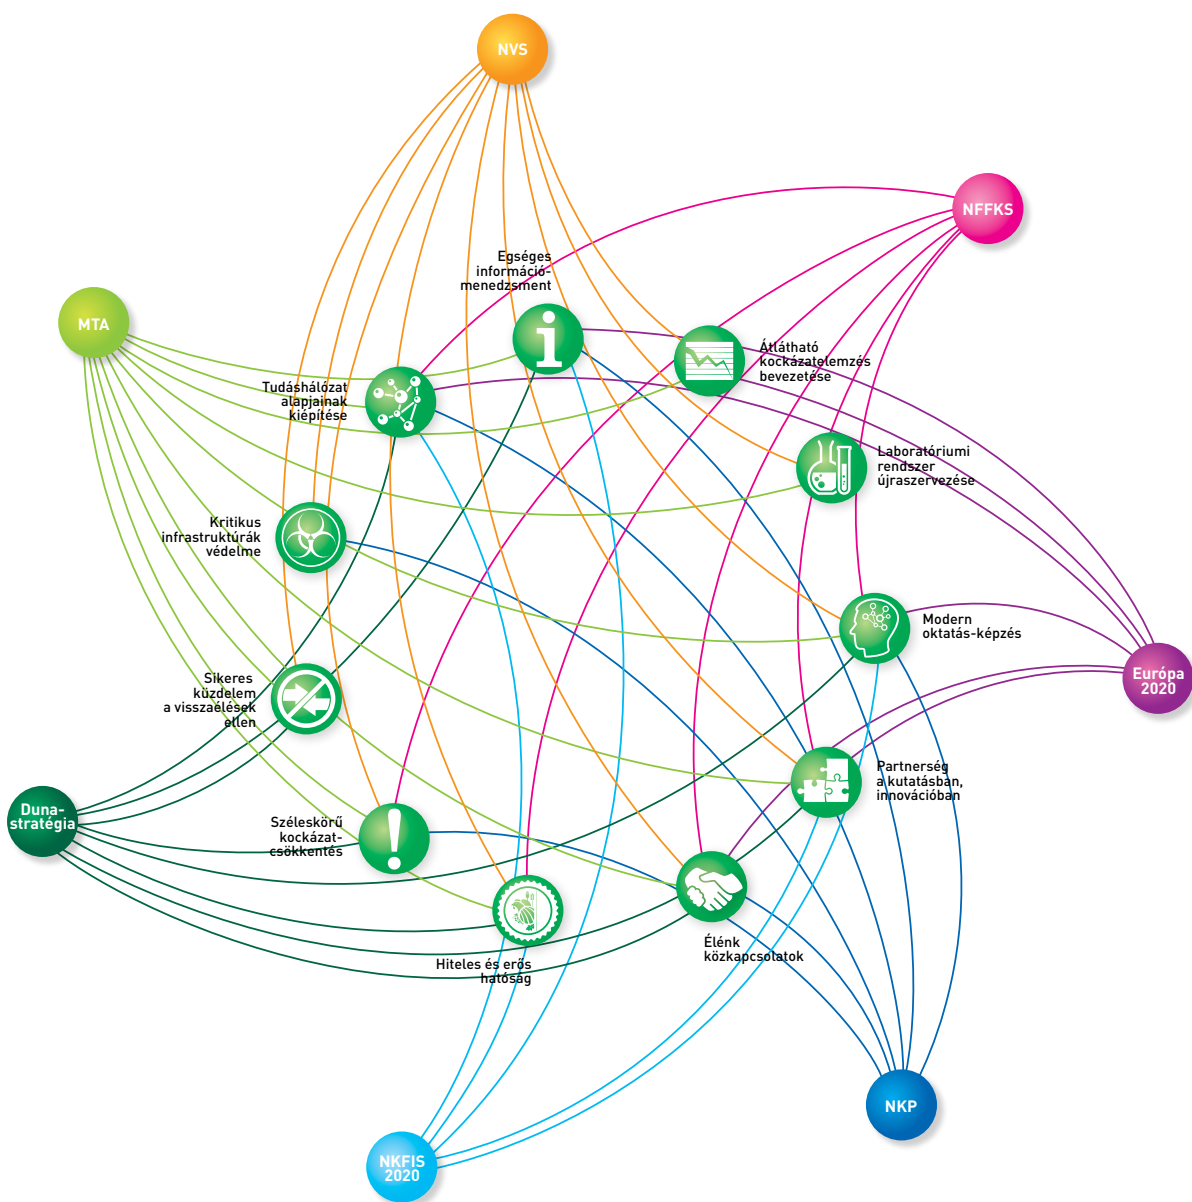 NVS
NFFKS
Egséges
információ-
menedzsment
MTA
Átlátható
kockázatelemzés
bevezetése
Tudáshálózat
alapjainak
kiépítése
Laboratóriumi
rendszer
újraszervezése
Kritikus
infrastruktúrák
védelme
Modern
oktatás-képzés
Európa
2020
Sikeres
küzdelem
a visszaélések
ellen
Partnerség
a kutatásban,
innovációban
Duna-
stratégia
Széleskörű
kockázat-
csökkentés
Élénk
közkapcsolatok
Hiteles és erős
hatóság
NKP
NKFIS
2020